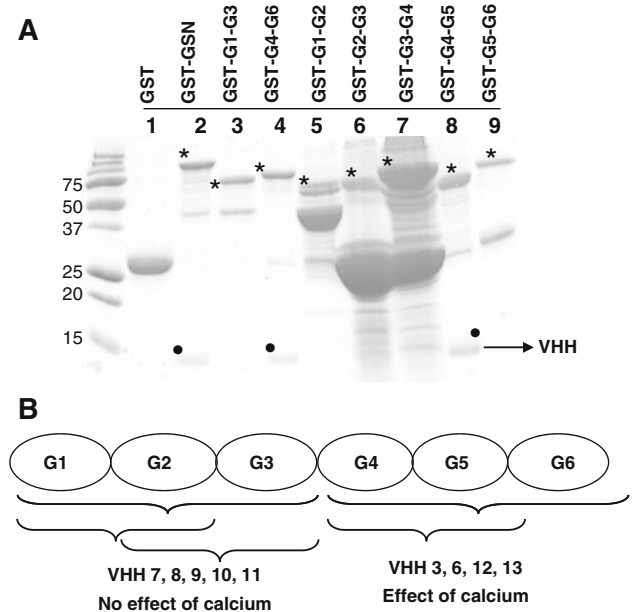 A
GST
GST-GSN
GST-G1-G3
GST-G4-G6
GST-G1-G2
GST-G2-G3
GST-G3-G4
GST-G4-G5
GST-G5-G6
1 2 3 4 5 6 7 8 9
* * * * * * * *
75
50
37
25
20
15
VHH
B
G1 G2 G3 G4 G5 G6
VHH 7, 8, 9, 10, 11
No effect of calcium
VHH 3, 6, 12, 13
Effect of calcium